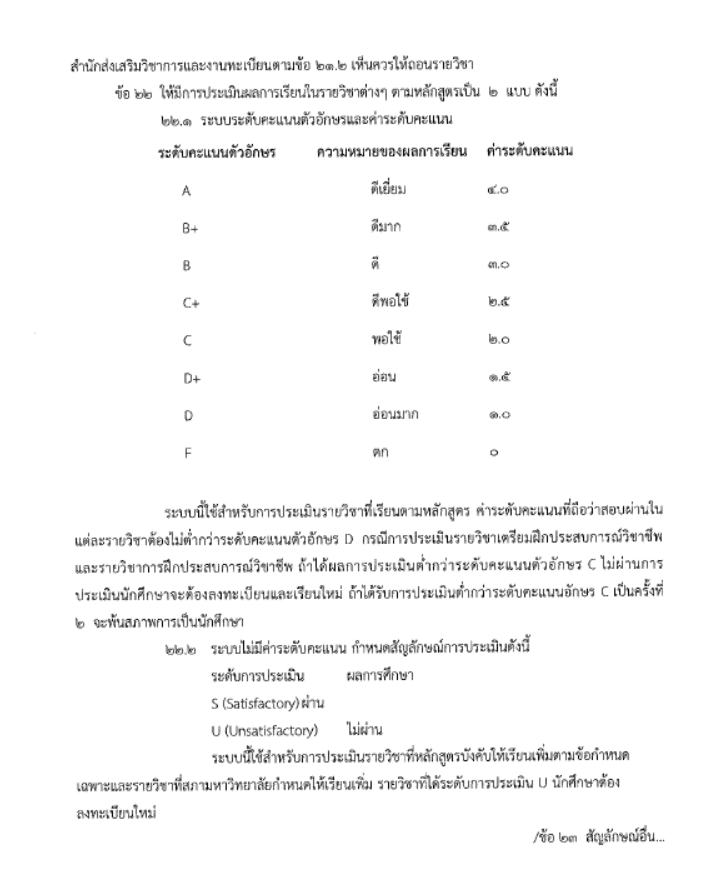 สำนักส่งเสริมวิชาการและงานทะเบียนตามข้อ ๒๑.๒ เห็นควรให้ถอนรายวิชา
ข้อ ๒๒ ให้มีการประเมินผลการเรียนในรายวิชาต่างๆ ตามหลักสูตรเป็น ๒ แบบ ดังนี้
๒๒.๑ ระบบระดับคะแนนตัวอักษรและค่าระดับคะแนน
ระดับคะแนนตัวอักษร ความหมายของผลการเรียน ค่าระดับคะแนน
A ดีเยี่ยม ๔.๐
B+ ดีมาก ๓.๕
B ดี ๓.๐
C+ ดีพอใช้ ๒.๕
C พอใช้ ๒.๐
D+ อ่อน ๑.๕
D อ่อนมาก ๑.๐
F ตก ๐
ระบบนี้ใช้สำหรับการประเมินรายวิชาที่เรียนตามหลักสูตร ค่าระดับคะแนนที่ถือว่าสอบผ่านใน
แต่ละรายวิชาต้องไม่ต่ำกว่าระดับคะแนนตัวอักษร D กรณีการประเมินรายวิชาเตรียมฝึกประสบการณ์วิชาชีพ
และรายวิชาการฝึกประสบการณ์วิชาชีพ ถ้าได้ผลการประเมินต่ำกว่าระดับคะแนนตัวอักษร C ไม่ผ่านการ
ประเมินนักศึกษาจะต้องลงทะเบียนและเรียนใหม่ ถ้าได้รับการประเมินต่ำกว่าระดับคะแนนอักษร C เป็นครั้งที่
๒ จะพ้นสภาพการเป็นนักศึกษา
๒๒.๒ ระบบไม่มีค่าระดับคะแนน กำหนดสัญลักษณ์การประเมินดังนี้
ระดับการประเมิน ผลการศึกษา
S (Satisfactory) ผ่าน
U (Unsatisfactory) ไม่ผ่าน
ระบบนี้ใช้สำหรับการประเมินรายวิชาที่หลักสูตรบังคับให้เรียนเพิ่มตามข้อกำหนด
เฉพาะและรายวิชาที่สภามหาวิทยาลัยกำหนดให้เรียนเพิ่ม รายวิชาที่ได้ระดับการประเมิน U นักศึกษาต้อง
ลงทะเบียนใหม่
/ข้อ ๒๓ สัญลักษณ์อื่น...